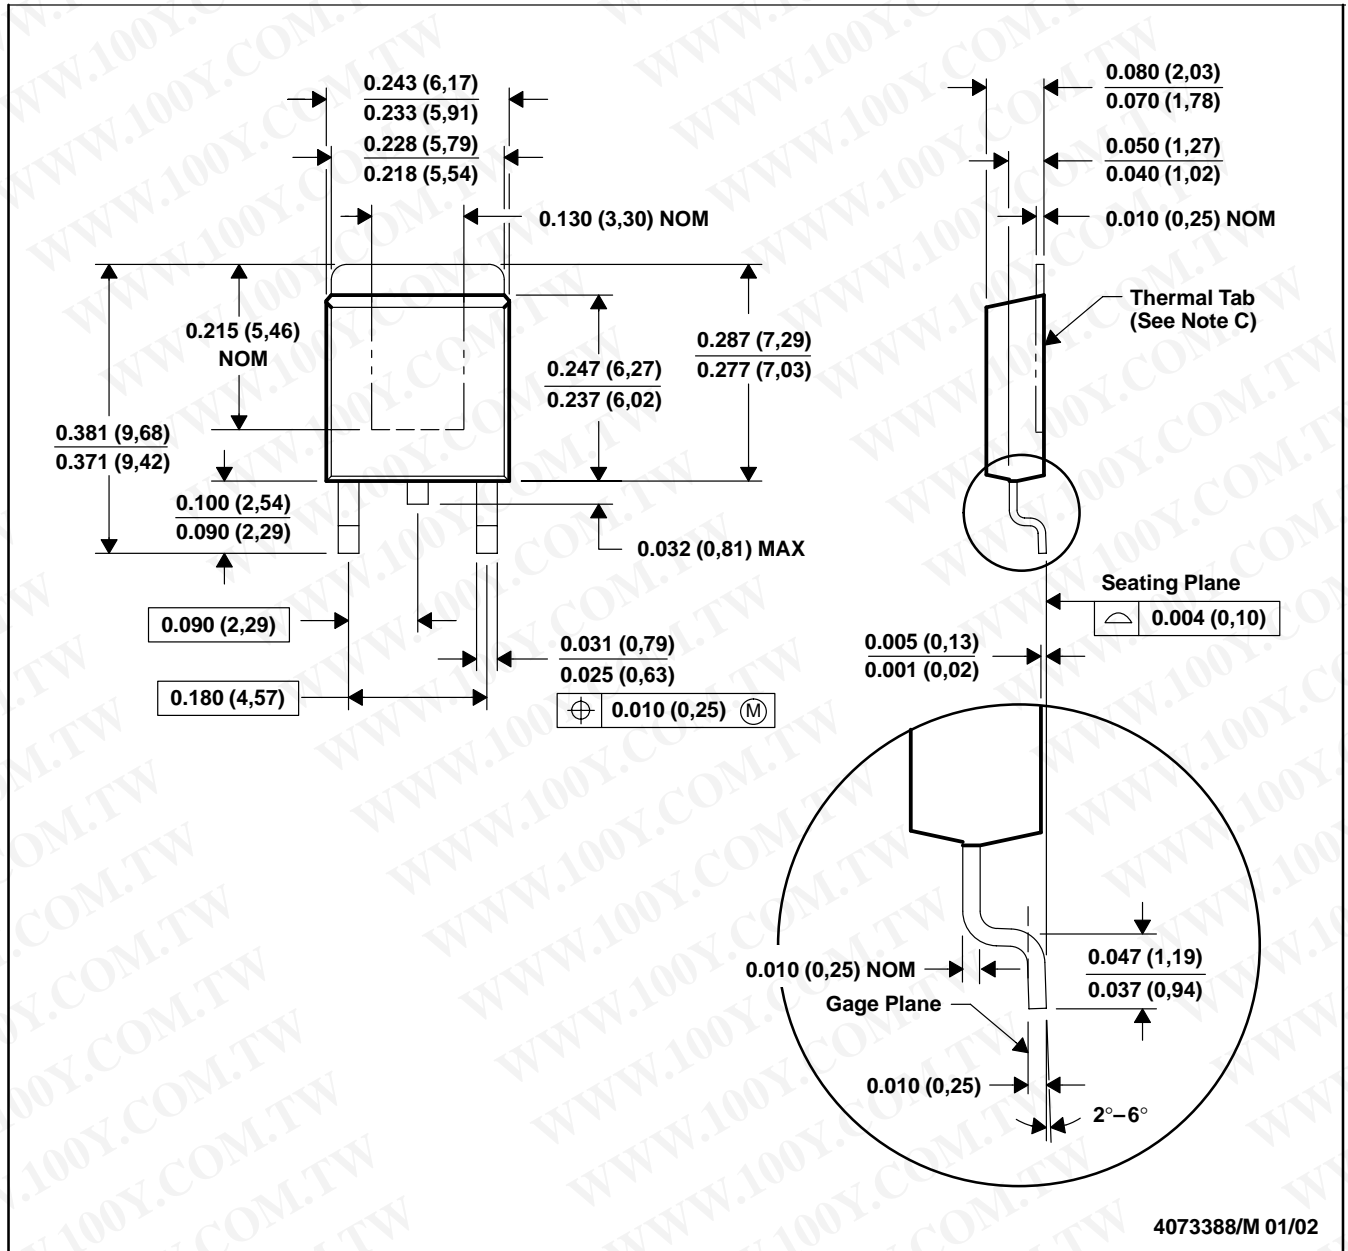 0.243 (6,17)
0.233 (5,91)
0.228 (5,79)
0.218 (5,54)
0.130 (3,30) NOM
0.215 (5,46)
NOM
0.287 (7,29)
0.277 (7,03)
0.247 (6,27)
0.237 (6,02)
0.381 (9,68)
0.371 (9,42)
0.100 (2,54)
0.090 (2,29)
0.032 (0,81) MAX
0.090 (2,29)
0.031 (0,79)
0.025 (0,63)
0.180 (4,57)
0.010 (0,25) Ⓜ
0.080 (2,03)
0.070 (1,78)
0.050 (1,27)
0.040 (1,02)
0.010 (0,25) NOM
Thermal Tab
(See Note C)
Seating Plane
0.004 (0,10)
0.005 (0,13)
0.001 (0,02)
0.010 (0,25) NOM
0.047 (1,19)
0.037 (0,94)
Gage Plane
0.010 (0,25)
2°–6°
4073388/M 01/02
WWW.100Y.COM.TW